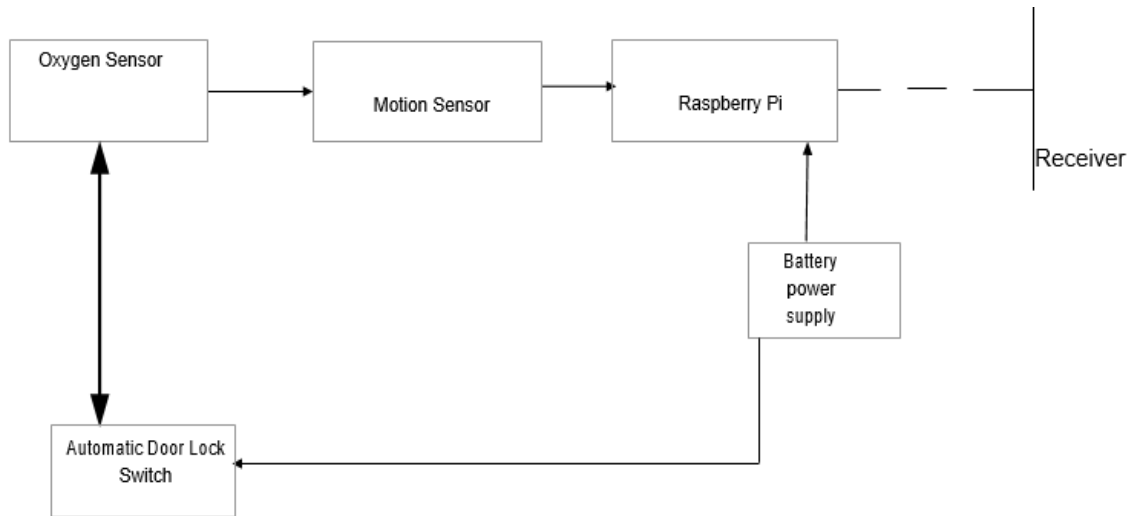 Oxygen Sensor
Motion Sensor
Raspberry Pi
Receiver
Battery
power
supply
Automatic Door Lock
Switch